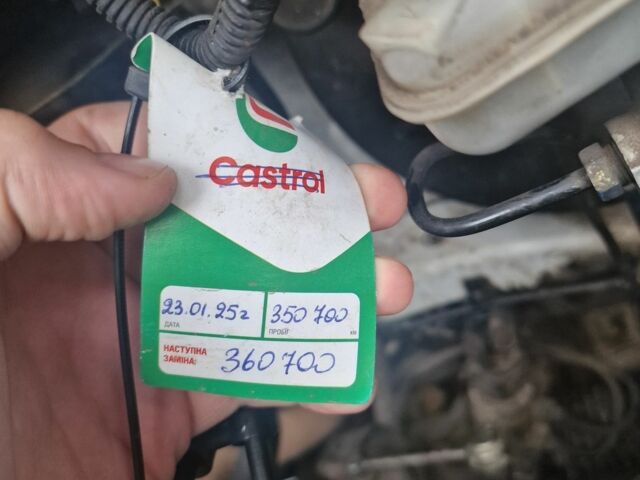 Castrol
23.01.25г 350 700
ДАТА ПРОБІГ КМ
НАСТУПНА
ЗАМІНА: 360 700